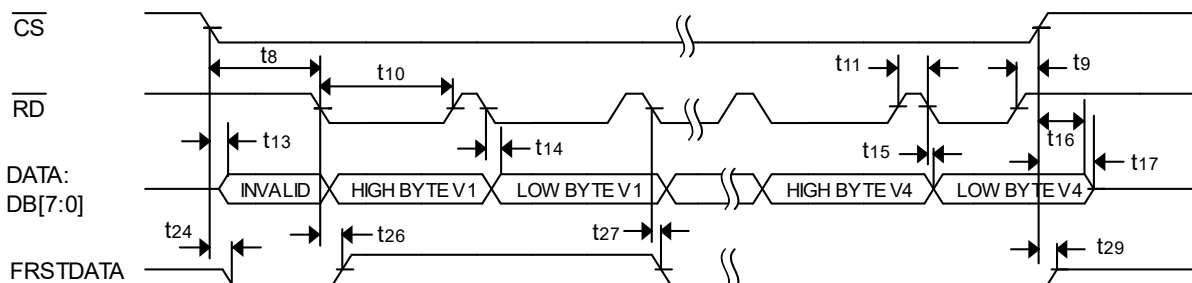 CS
t8
t10
t11
t9
RD
t13
t14
t15
t16
t17
DATA:
DB[7:0]
INVALID
HIGH BYTE V1
LOW BYTE V1
HIGH BYTE V4
LOW BYTE V4
t24
t26
t27
t29
FRSTDATA